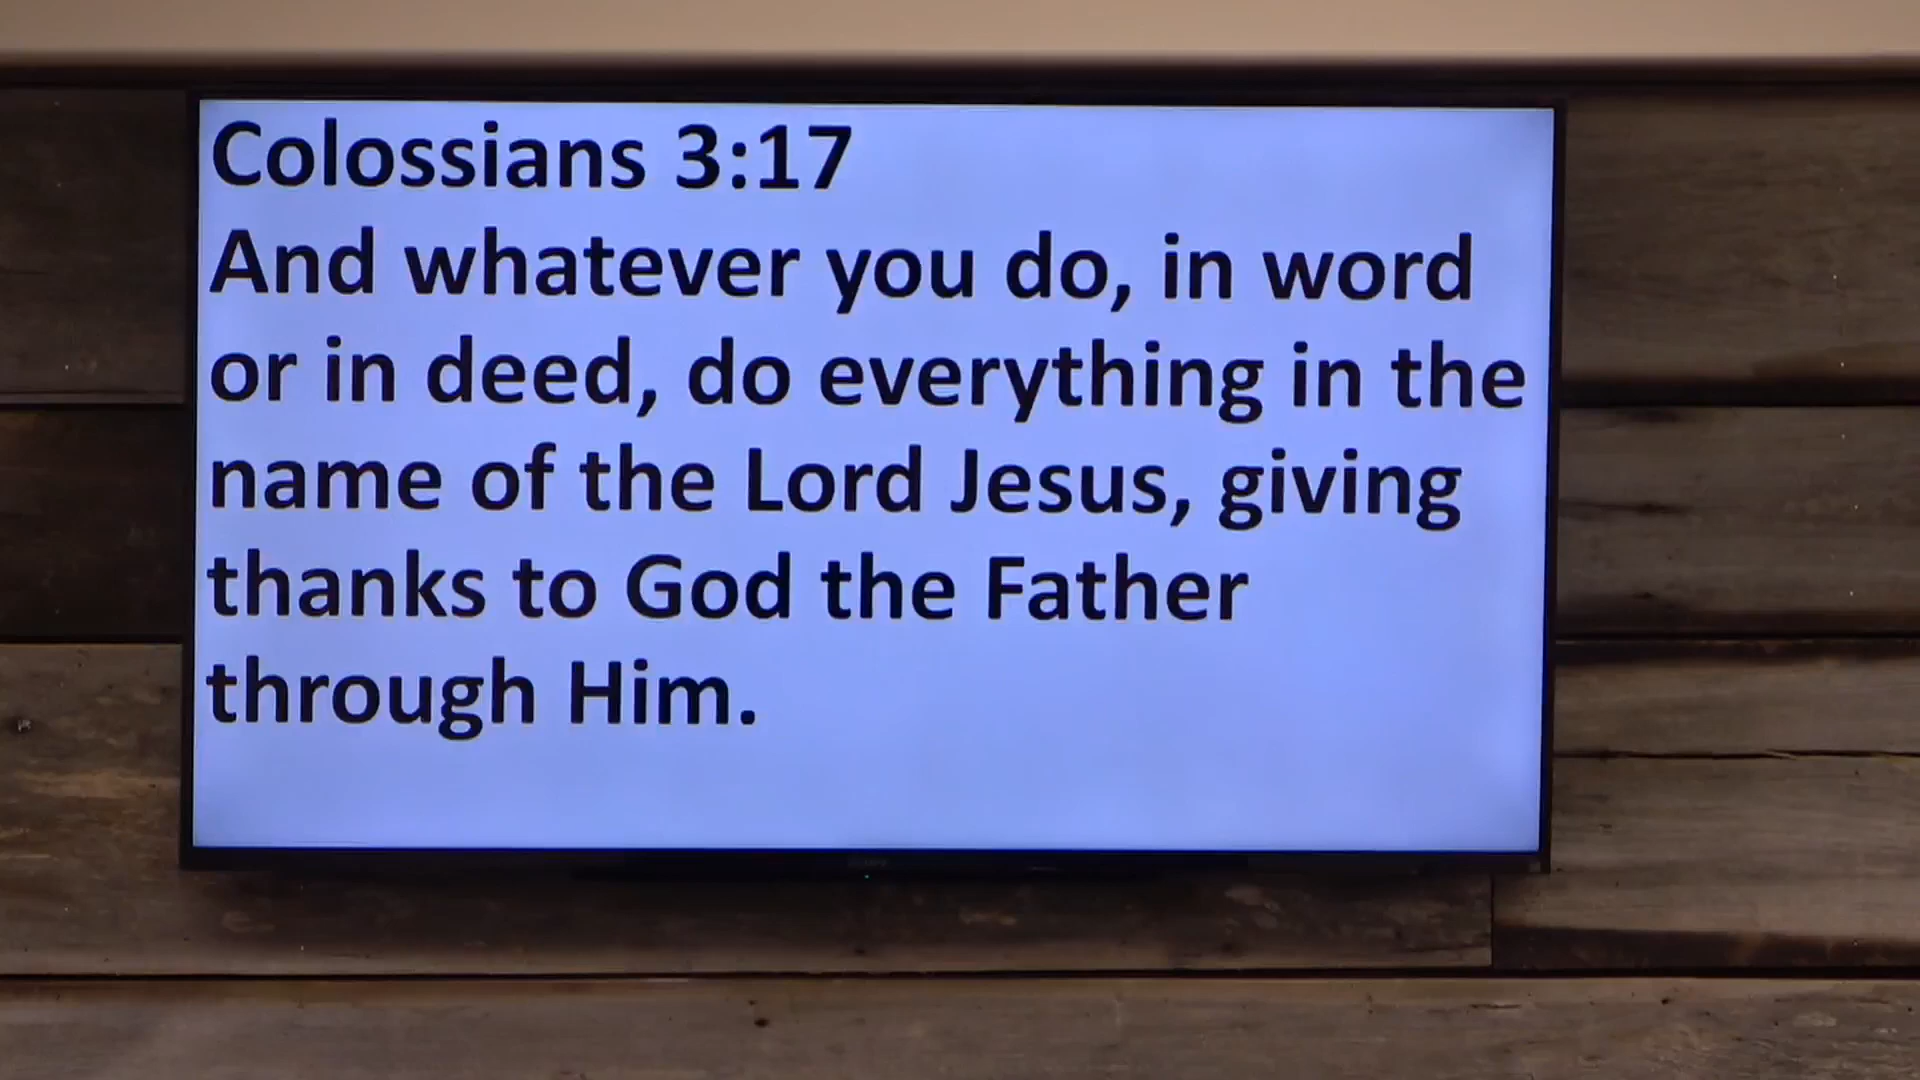 Colossians 3:17
And whatever you do, in word
or in deed, do everything in the
name of the Lord Jesus, giving
thanks to God the Father
through Him.